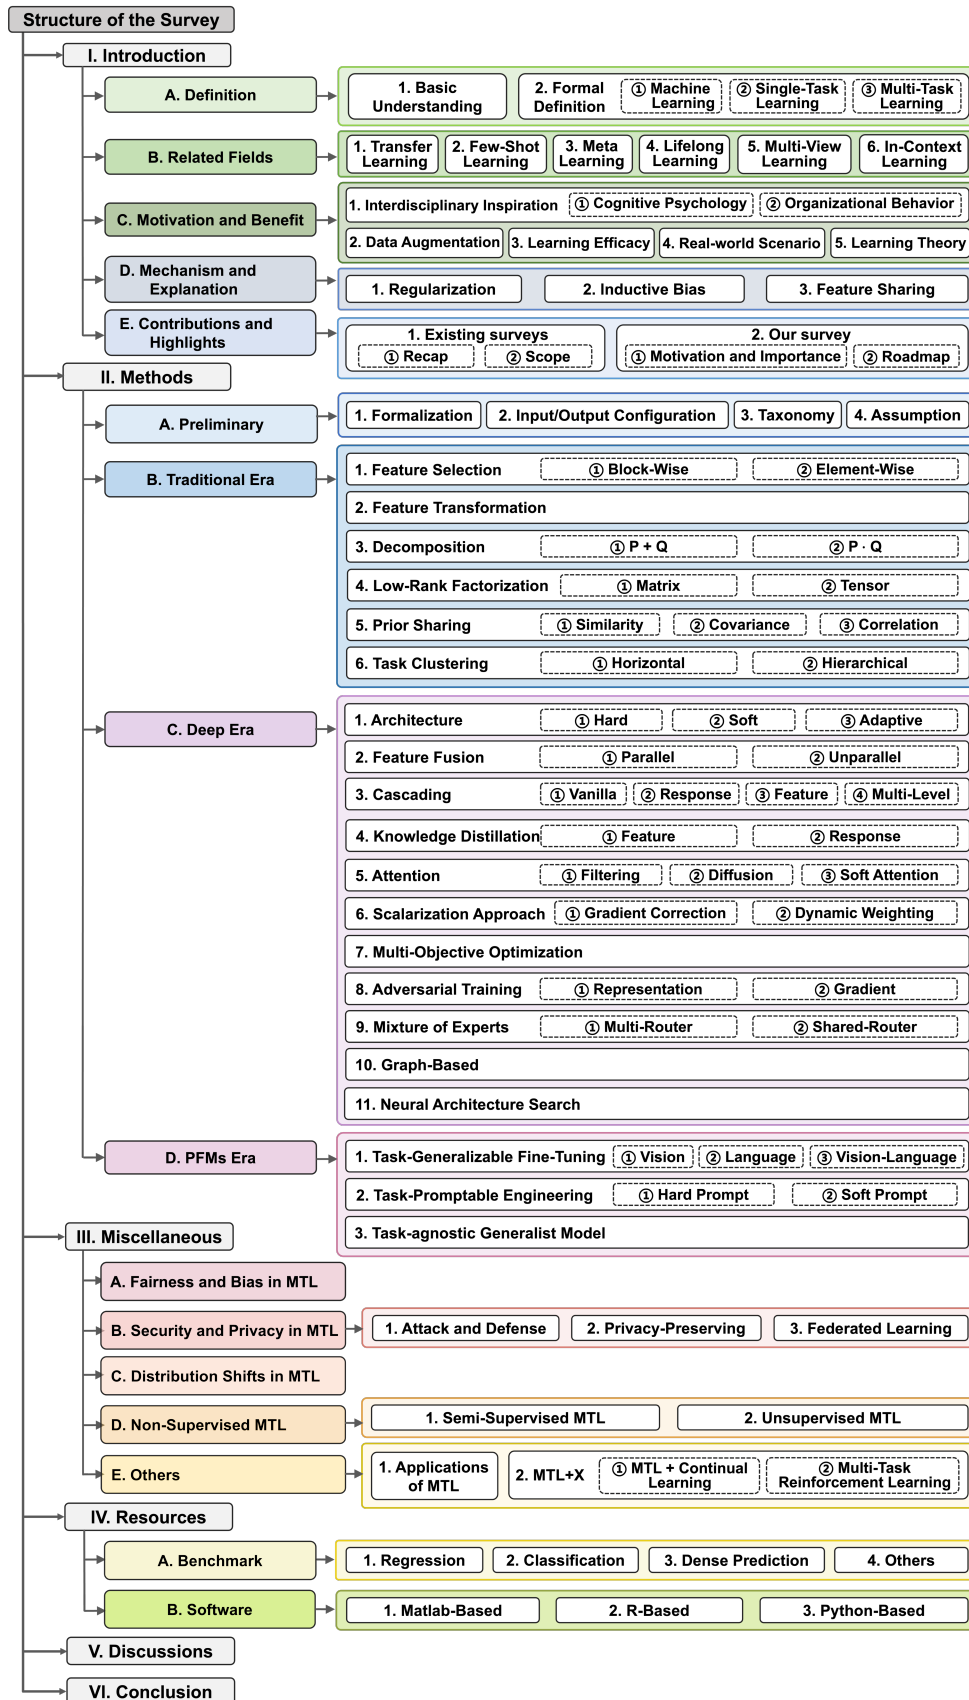 Structure of the Survey
I. Introduction
A. Definition
1. Basic
Understanding
2. Formal
Definition
① Machine
Learning
② Single-Task
Learning
③ Multi-Task
Learning
B. Related Fields
1. Transfer
Learning
2. Few-Shot
Learning
3. Meta
Learning
4. Lifelong
Learning
5. Multi-View
Learning
6. In-Context
Learning
C. Motivation and Benefit
1. Interdisciplinary Inspiration ① Cognitive Psychology ② Organizational Behavior
2. Data Augmentation 3. Learning Efficacy 4. Real-world Scenario 5. Learning Theory
D. Mechanism and
Explanation
1. Regularization 2. Inductive Bias 3. Feature Sharing
E. Contributions and
Highlights
1. Existing surveys
① Recap ② Scope
2. Our survey
① Motivation and Importance ② Roadmap
II. Methods
A. Preliminary
1. Formalization 2. Input/Output Configuration 3. Taxonomy 4. Assumption
B. Traditional Era
1. Feature Selection ① Block-Wise ② Element-Wise
2. Feature Transformation
3. Decomposition ① P + Q ② P · Q
4. Low-Rank Factorization ① Matrix ② Tensor
5. Prior Sharing ① Similarity ② Covariance ③ Correlation
6. Task Clustering ① Horizontal ② Hierarchical
C. Deep Era
1. Architecture ① Hard ② Soft ③ Adaptive
2. Feature Fusion ① Parallel ② Unparallel
3. Cascading ① Vanilla ② Response ③ Feature ④ Multi-Level
4. Knowledge Distillation ① Feature ② Response
5. Attention ① Filtering ② Diffusion ③ Soft Attention
6. Scalarization Approach ① Gradient Correction ② Dynamic Weighting
7. Multi-Objective Optimization
8. Adversarial Training ① Representation ② Gradient
9. Mixture of Experts ① Multi-Router ② Shared-Router
10. Graph-Based
11. Neural Architecture Search
D. PFMs Era
1. Task-Generalizable Fine-Tuning ① Vision ② Language ③ Vision-Language
2. Task-Promptable Engineering ① Hard Prompt ② Soft Prompt
3. Task-agnostic Generalist Model
III. Miscellaneous
A. Fairness and Bias in MTL
B. Security and Privacy in MTL
1. Attack and Defense 2. Privacy-Preserving 3. Federated Learning
C. Distribution Shifts in MTL
D. Non-Supervised MTL
1. Semi-Supervised MTL 2. Unsupervised MTL
E. Others
1. Applications
of MTL
2. MTL+X
① MTL + Continual
Learning
② Multi-Task
Reinforcement Learning
IV. Resources
A. Benchmark
1. Regression 2. Classification 3. Dense Prediction 4. Others
B. Software
1. Matlab-Based 2. R-Based 3. Python-Based
V. Discussions
VI. Conclusion